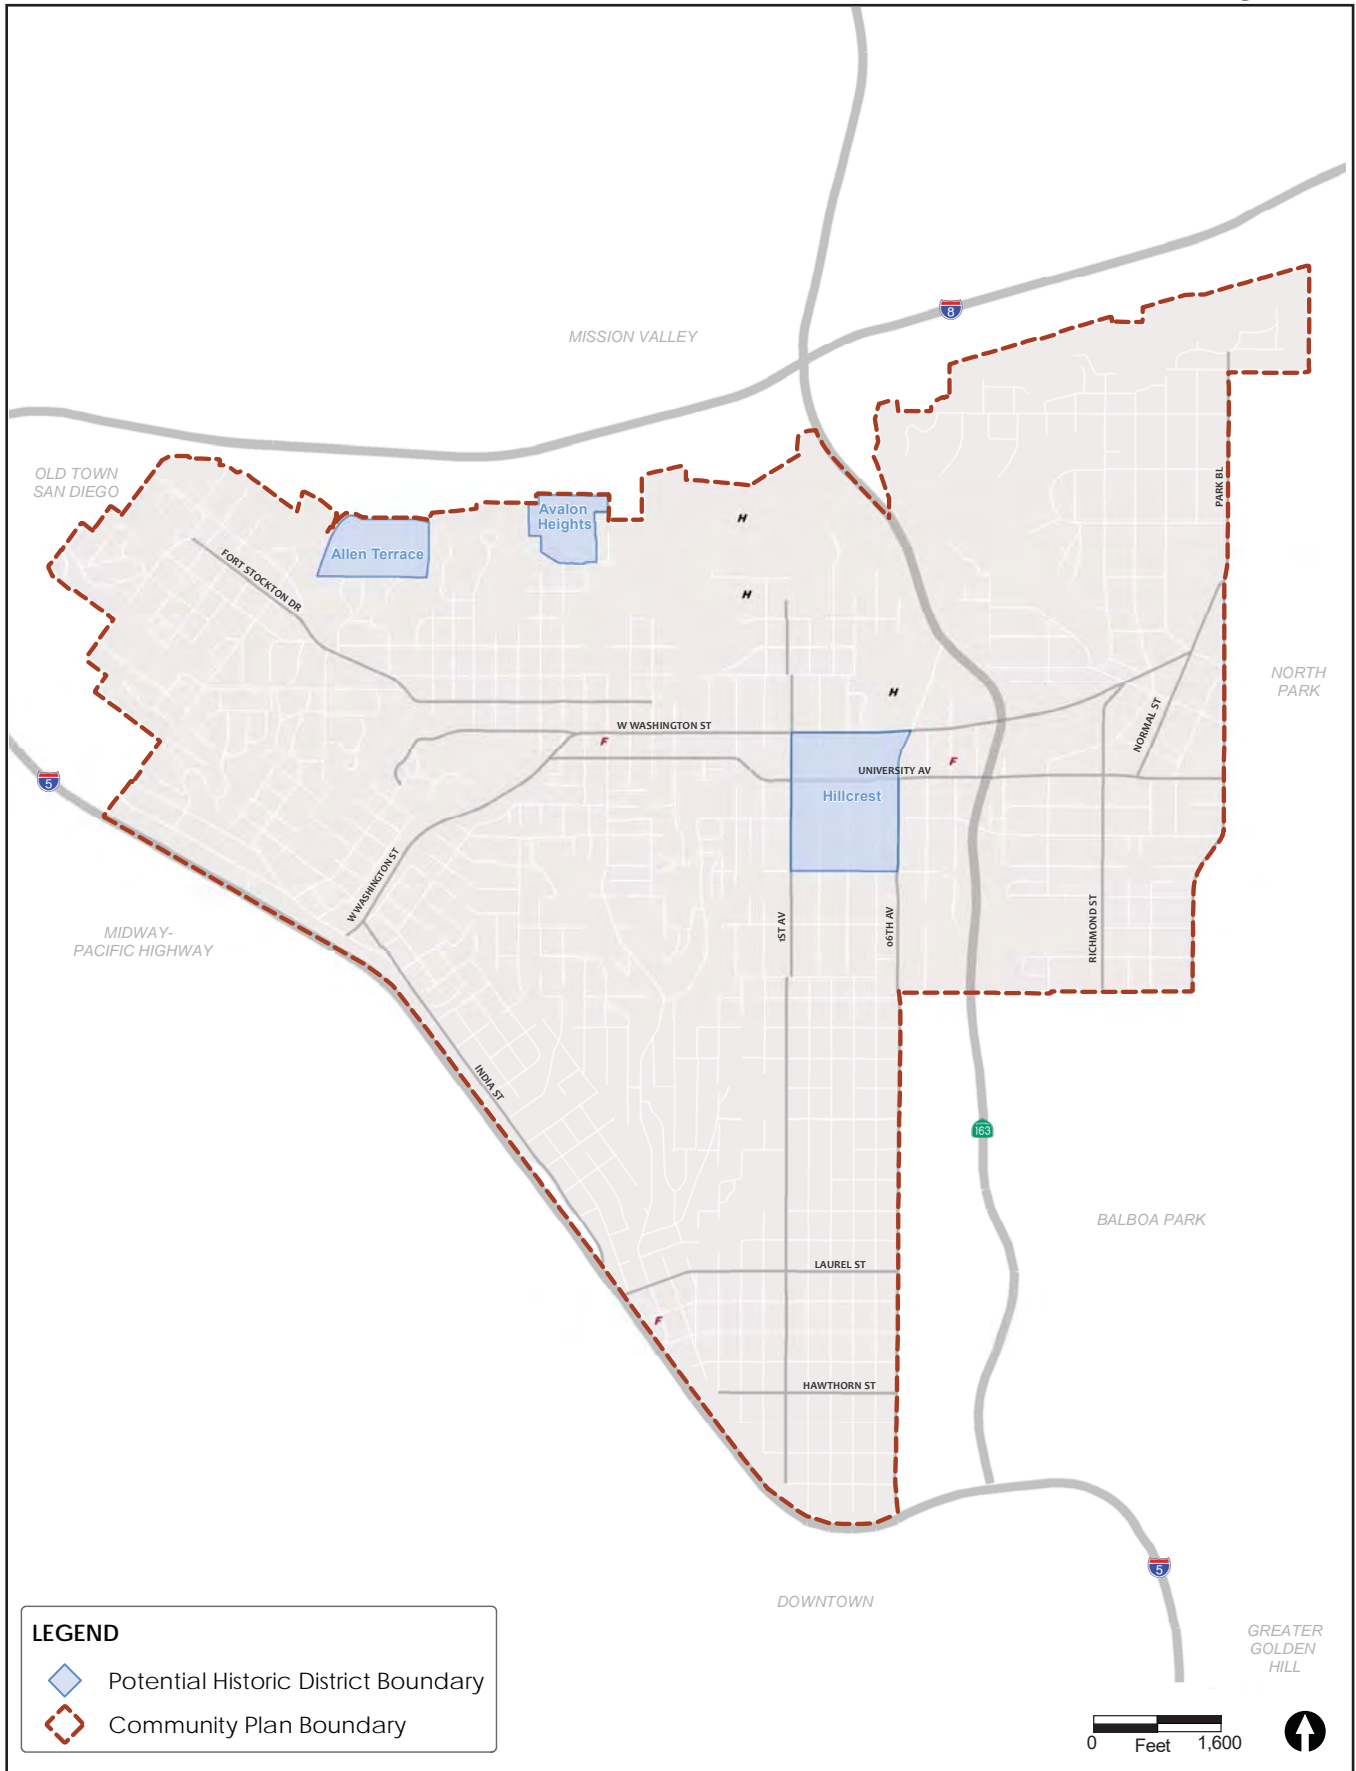 8
MISSION VALLEY
OLD TOWN
SAN DIEGO
PARK BL
Avalon
Heights
H
Allen Terrace
FORT STOCKTON DR
H
NORTH
PARK
H
NORMAL ST
W WASHINGTON ST
F
F
UNIVERSITY AV
5
Hillcrest
W WASHINGTON ST
1ST AV
06TH AV
RICHMOND ST
MIDWAY-
PACIFIC HIGHWAY
INDIA ST
163
BALBOA PARK
LAUREL ST
F
HAWTHORN ST
5
DOWNTOWN
GREATER
GOLDEN
HILL
LEGEND
Potential Historic District Boundary
Community Plan Boundary
0 Feet 1,600